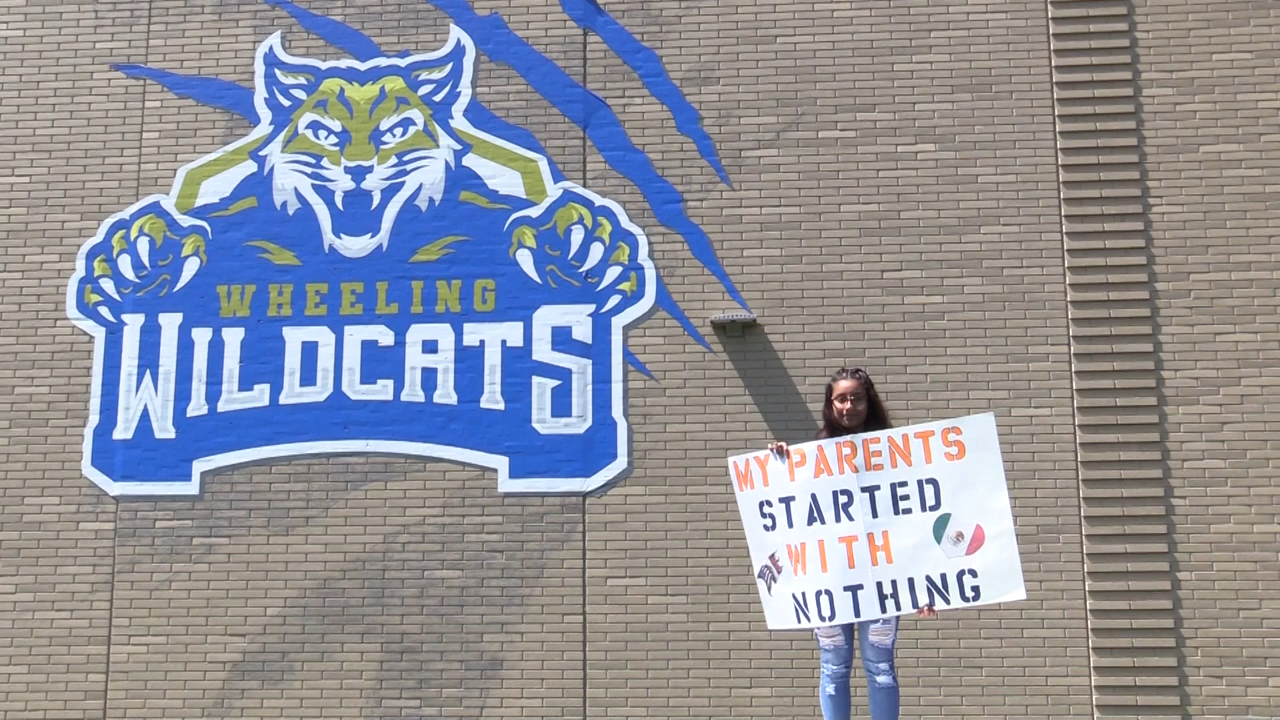 WHEELING
WILDCATS
MY PARENTS
STARTED
WITH
NOTHING